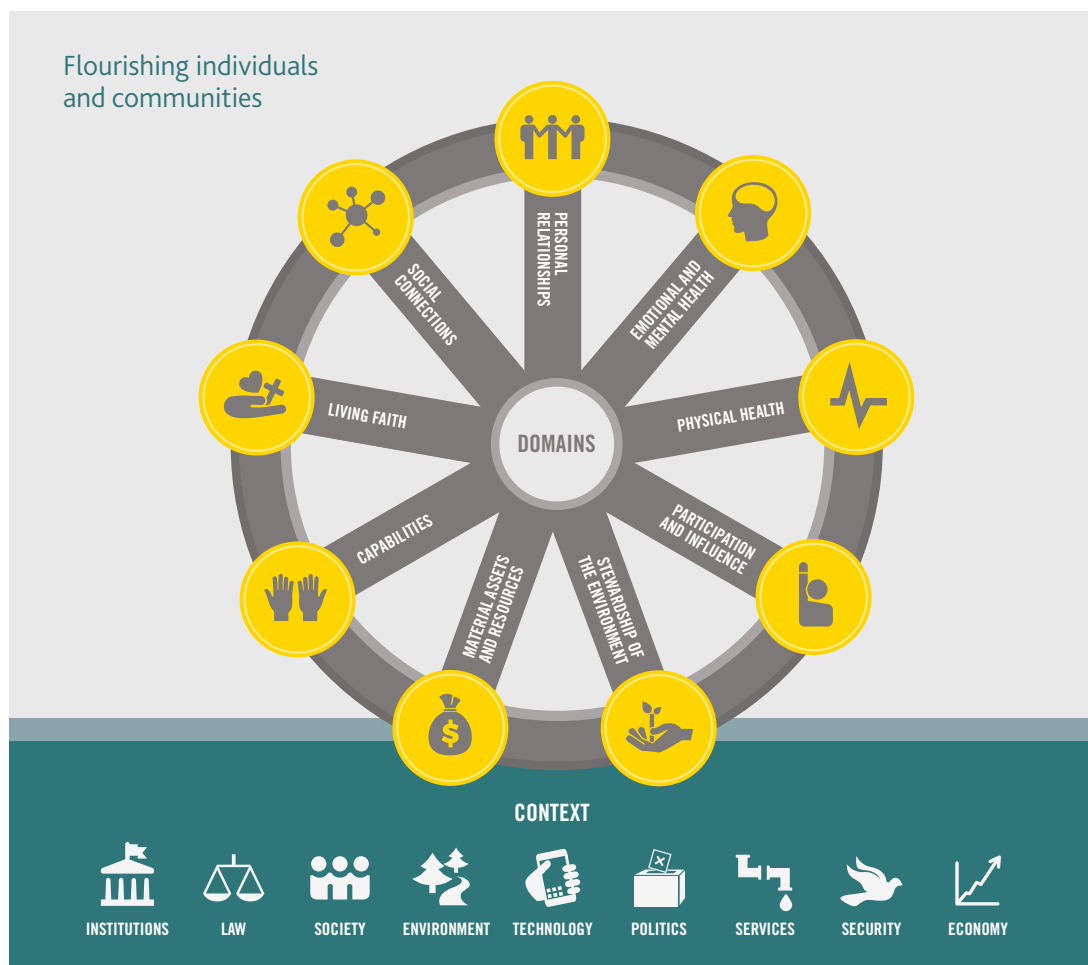 Flourishing individuals
and communities
PERSONAL
RELATIONSHIPS
EMOTIONAL AND
MENTAL HEALTH
PHYSICAL HEALTH
PARTICIPATION
AND INFLUENCE
STEWARDSHIP OF
THE ENVIRONMENT
MATERIAL ASSETS
AND RESOURCES
CAPABILITIES
LIVING FAITH
SOCIAL
CONNECTIONS
DOMAINS
$
CONTEXT
INSTITUTIONS
LAW
SOCIETY
ENVIRONMENT
TECHNOLOGY
POLITICS
SERVICES
SECURITY
ECONOMY